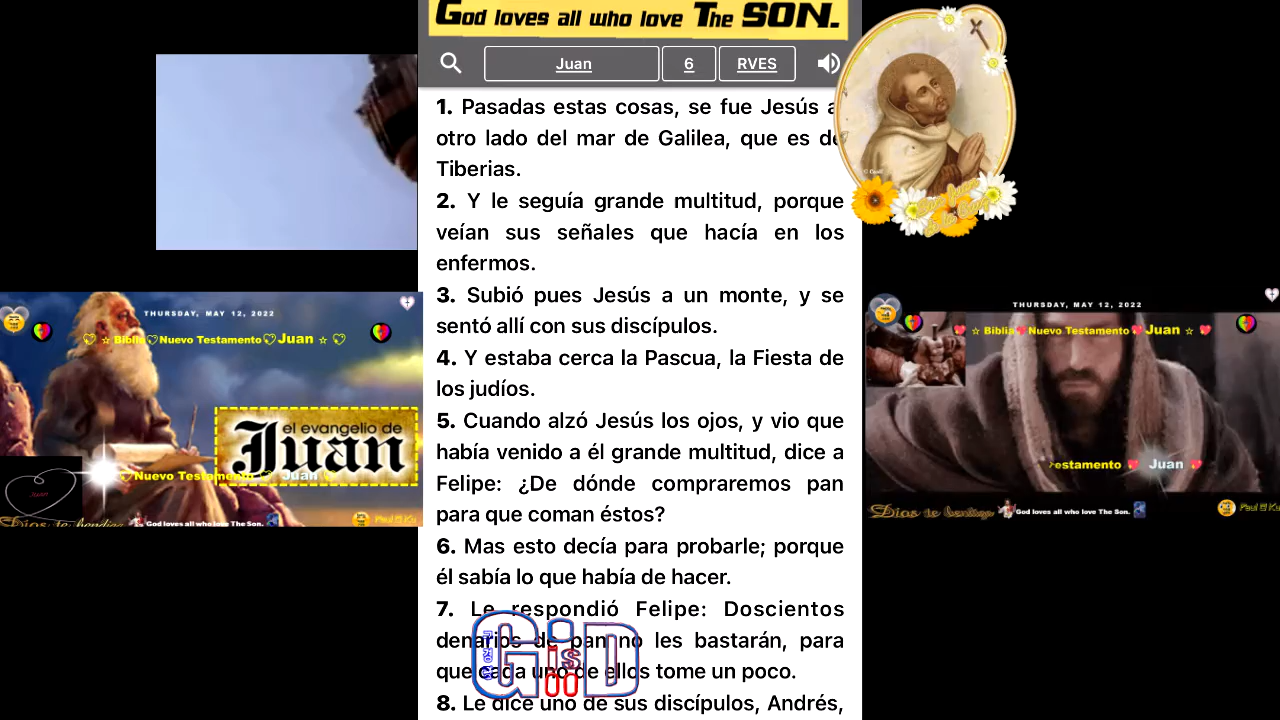 God loves all who love The SON.
Juan
6
RVES
1. Pasadas estas cosas, se fue Jesús a
otro lado del mar de Galilea, que es de
Tiberias.
2. Y le seguía grande multitud, porque
veían sus señales que hacía en los
enfermos.
3. Subió pues Jesús a un monte, y se
sentó allí con sus discípulos.
4. Y estaba cerca la Pascua, la Fiesta de
los judíos.
5. Cuando alzó Jesús los ojos, y vio que
había venido a él grande multitud, dice a
Felipe: ¿De dónde compraremos pan
para que coman éstos?
6. Mas esto decía para probarle; porque
él sabía lo que había de hacer.
7. Le respondió Felipe: Doscientos
denarios de pan no les bastarán, para
que cada uno de ellos tome un poco.
8. Le dice uno de sus discípulos, Andrés,
GisD
THURSDAY, MAY 12, 2022
☆ Biblia Nuevo Testamento Juan ☆
el evangelio de
Juan
Nuevo Testamento Juan
Juan
Dios te bendiga
God loves all who love The Son.
THURSDAY, MAY 12, 2022
☆ Biblia Nuevo Testamento Juan ☆
estamento Juan
Dios te bendiga
God loves all who love The Son.